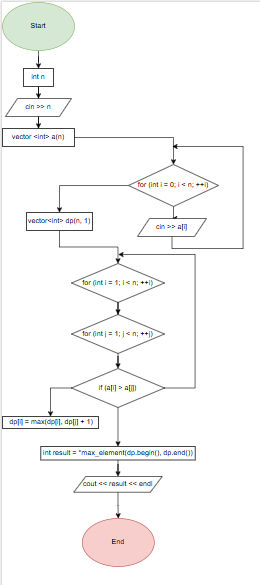 Start
int n
cin >> n
vector <int> a(n)
for (int i = 0; i < n; ++i)
cin >> a[i]
vector<int> dp(n, 1)
for (int i = 1; i < n; ++i)
for (int j = 1; j < n; ++j)
if (a[i] > a[j])
dp[i] = max(dp[i], dp[j] + 1)
int result = *max_element(dp.begin(), dp.end())
cout << result << endl
End